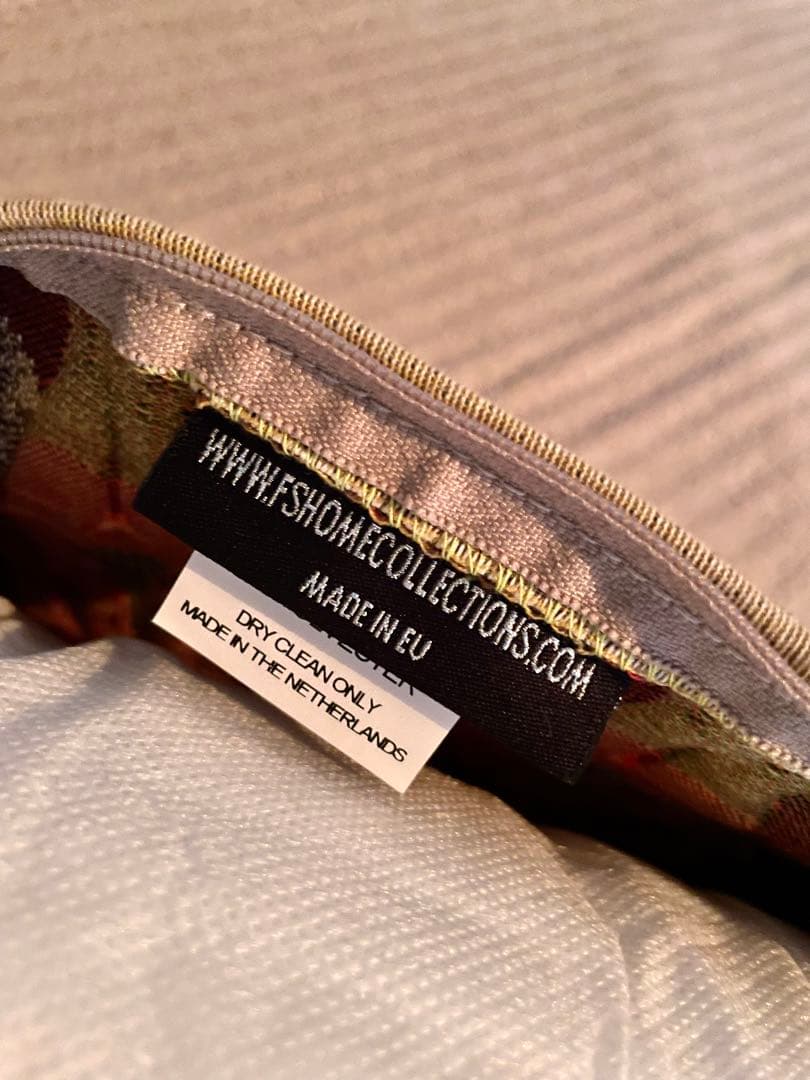 WWW.FSHOMECOLLECTIONS.COM
MADE IN EU
DRY CLEAN ONLY
MADE IN THE NETHERLANDS